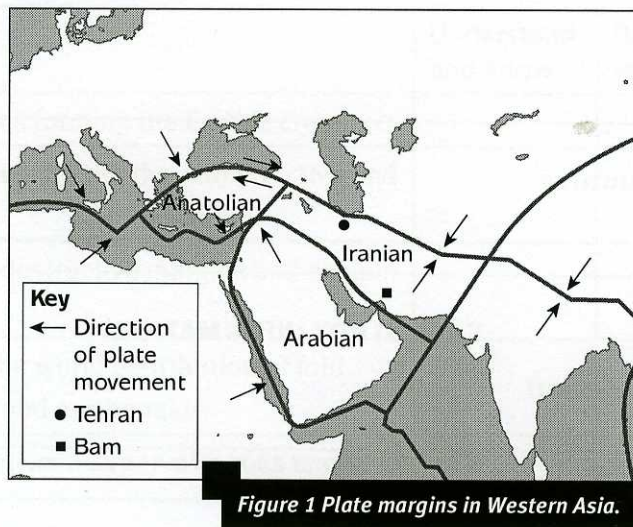 Anatolian
Iranian
Arabian
Key
Direction
of plate
movement
Tehran
Bam
Figure 1 Plate margins in Western Asia.